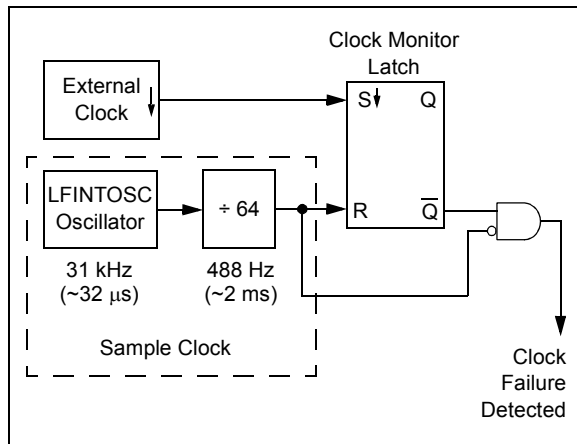 Clock Monitor
Latch
External
Clock
S
Q
LFINTOSC
Oscillator
÷ 64
R
Q̅
31 kHz
(~32 μs)
488 Hz
(~2 ms)
Sample Clock
Clock
Failure
Detected